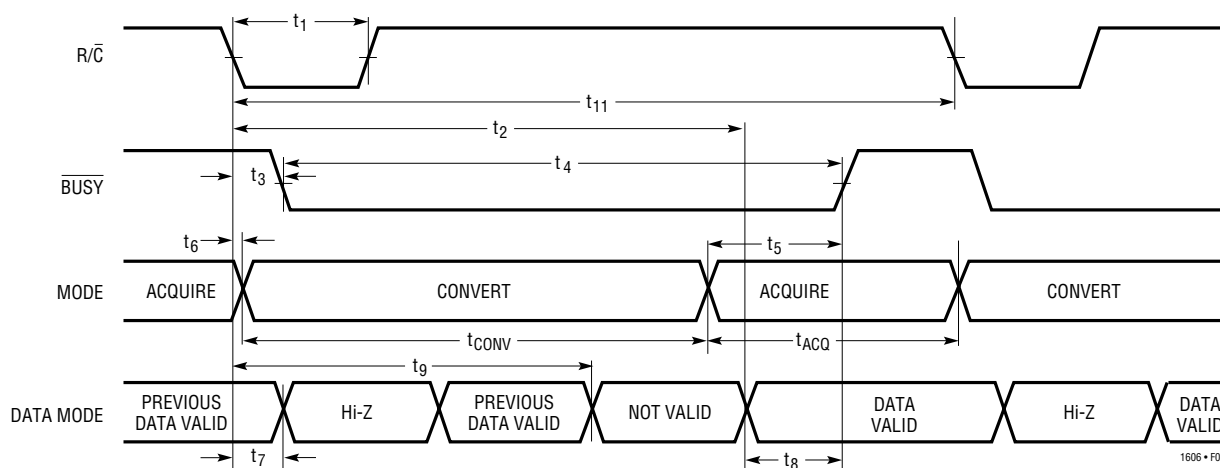 t1
R/C̄
t11
t2
t3
t4
B̄ŪS̄Ȳ
t6
t5
MODE
ACQUIRE
CONVERT
ACQUIRE
CONVERT
tCONV
tACQ
t9
DATA MODE
PREVIOUS
DATA VALID
Hi-Z
PREVIOUS
DATA VALID
NOT VALID
DATA
VALID
Hi-Z
DATA
VALID
t7
t8
1606 • F0